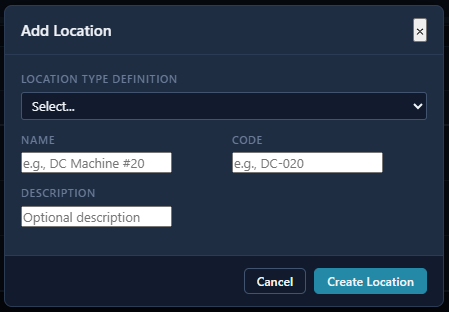 Add Location
×
LOCATION TYPE DEFINITION
Select...
NAME CODE
e.g., DC Machine #20 e.g., DC-020
DESCRIPTION
Optional description
Cancel Create Location